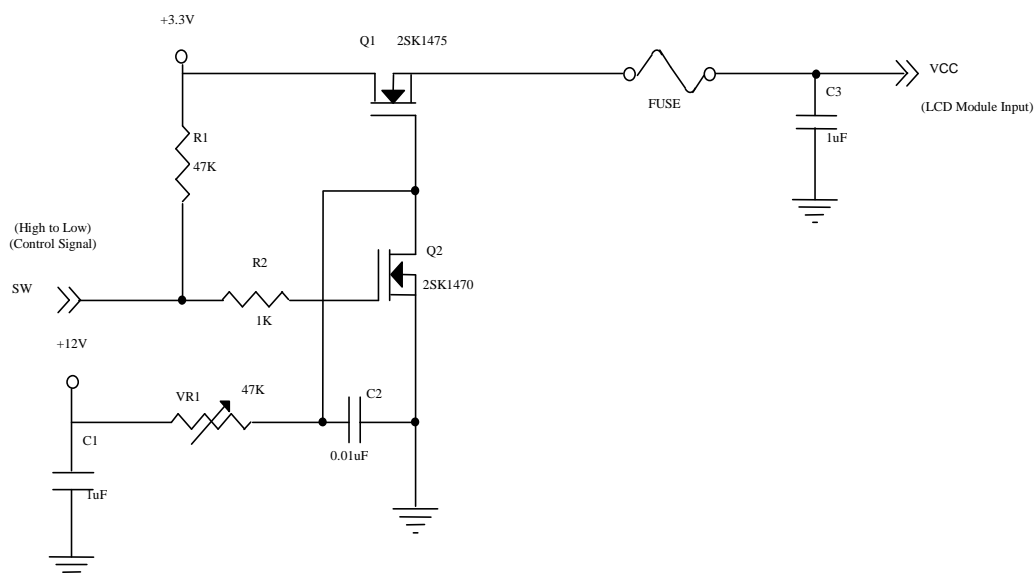 +3.3V
Q1 2SK1475
VCC
FUSE
C3
(LCD Module Input)
R1
1uF
47K
(High to Low)
(Control Signal)
Q2
R2
2SK1470
SW
1K
+12V
VR1
47K
C2
C1
0.01uF
1uF